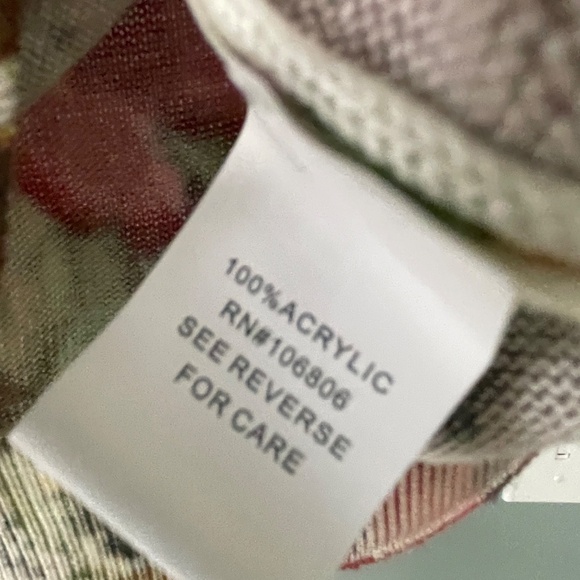 100%ACRYLIC
RN#106806
SEE REVERSE
FOR CARE